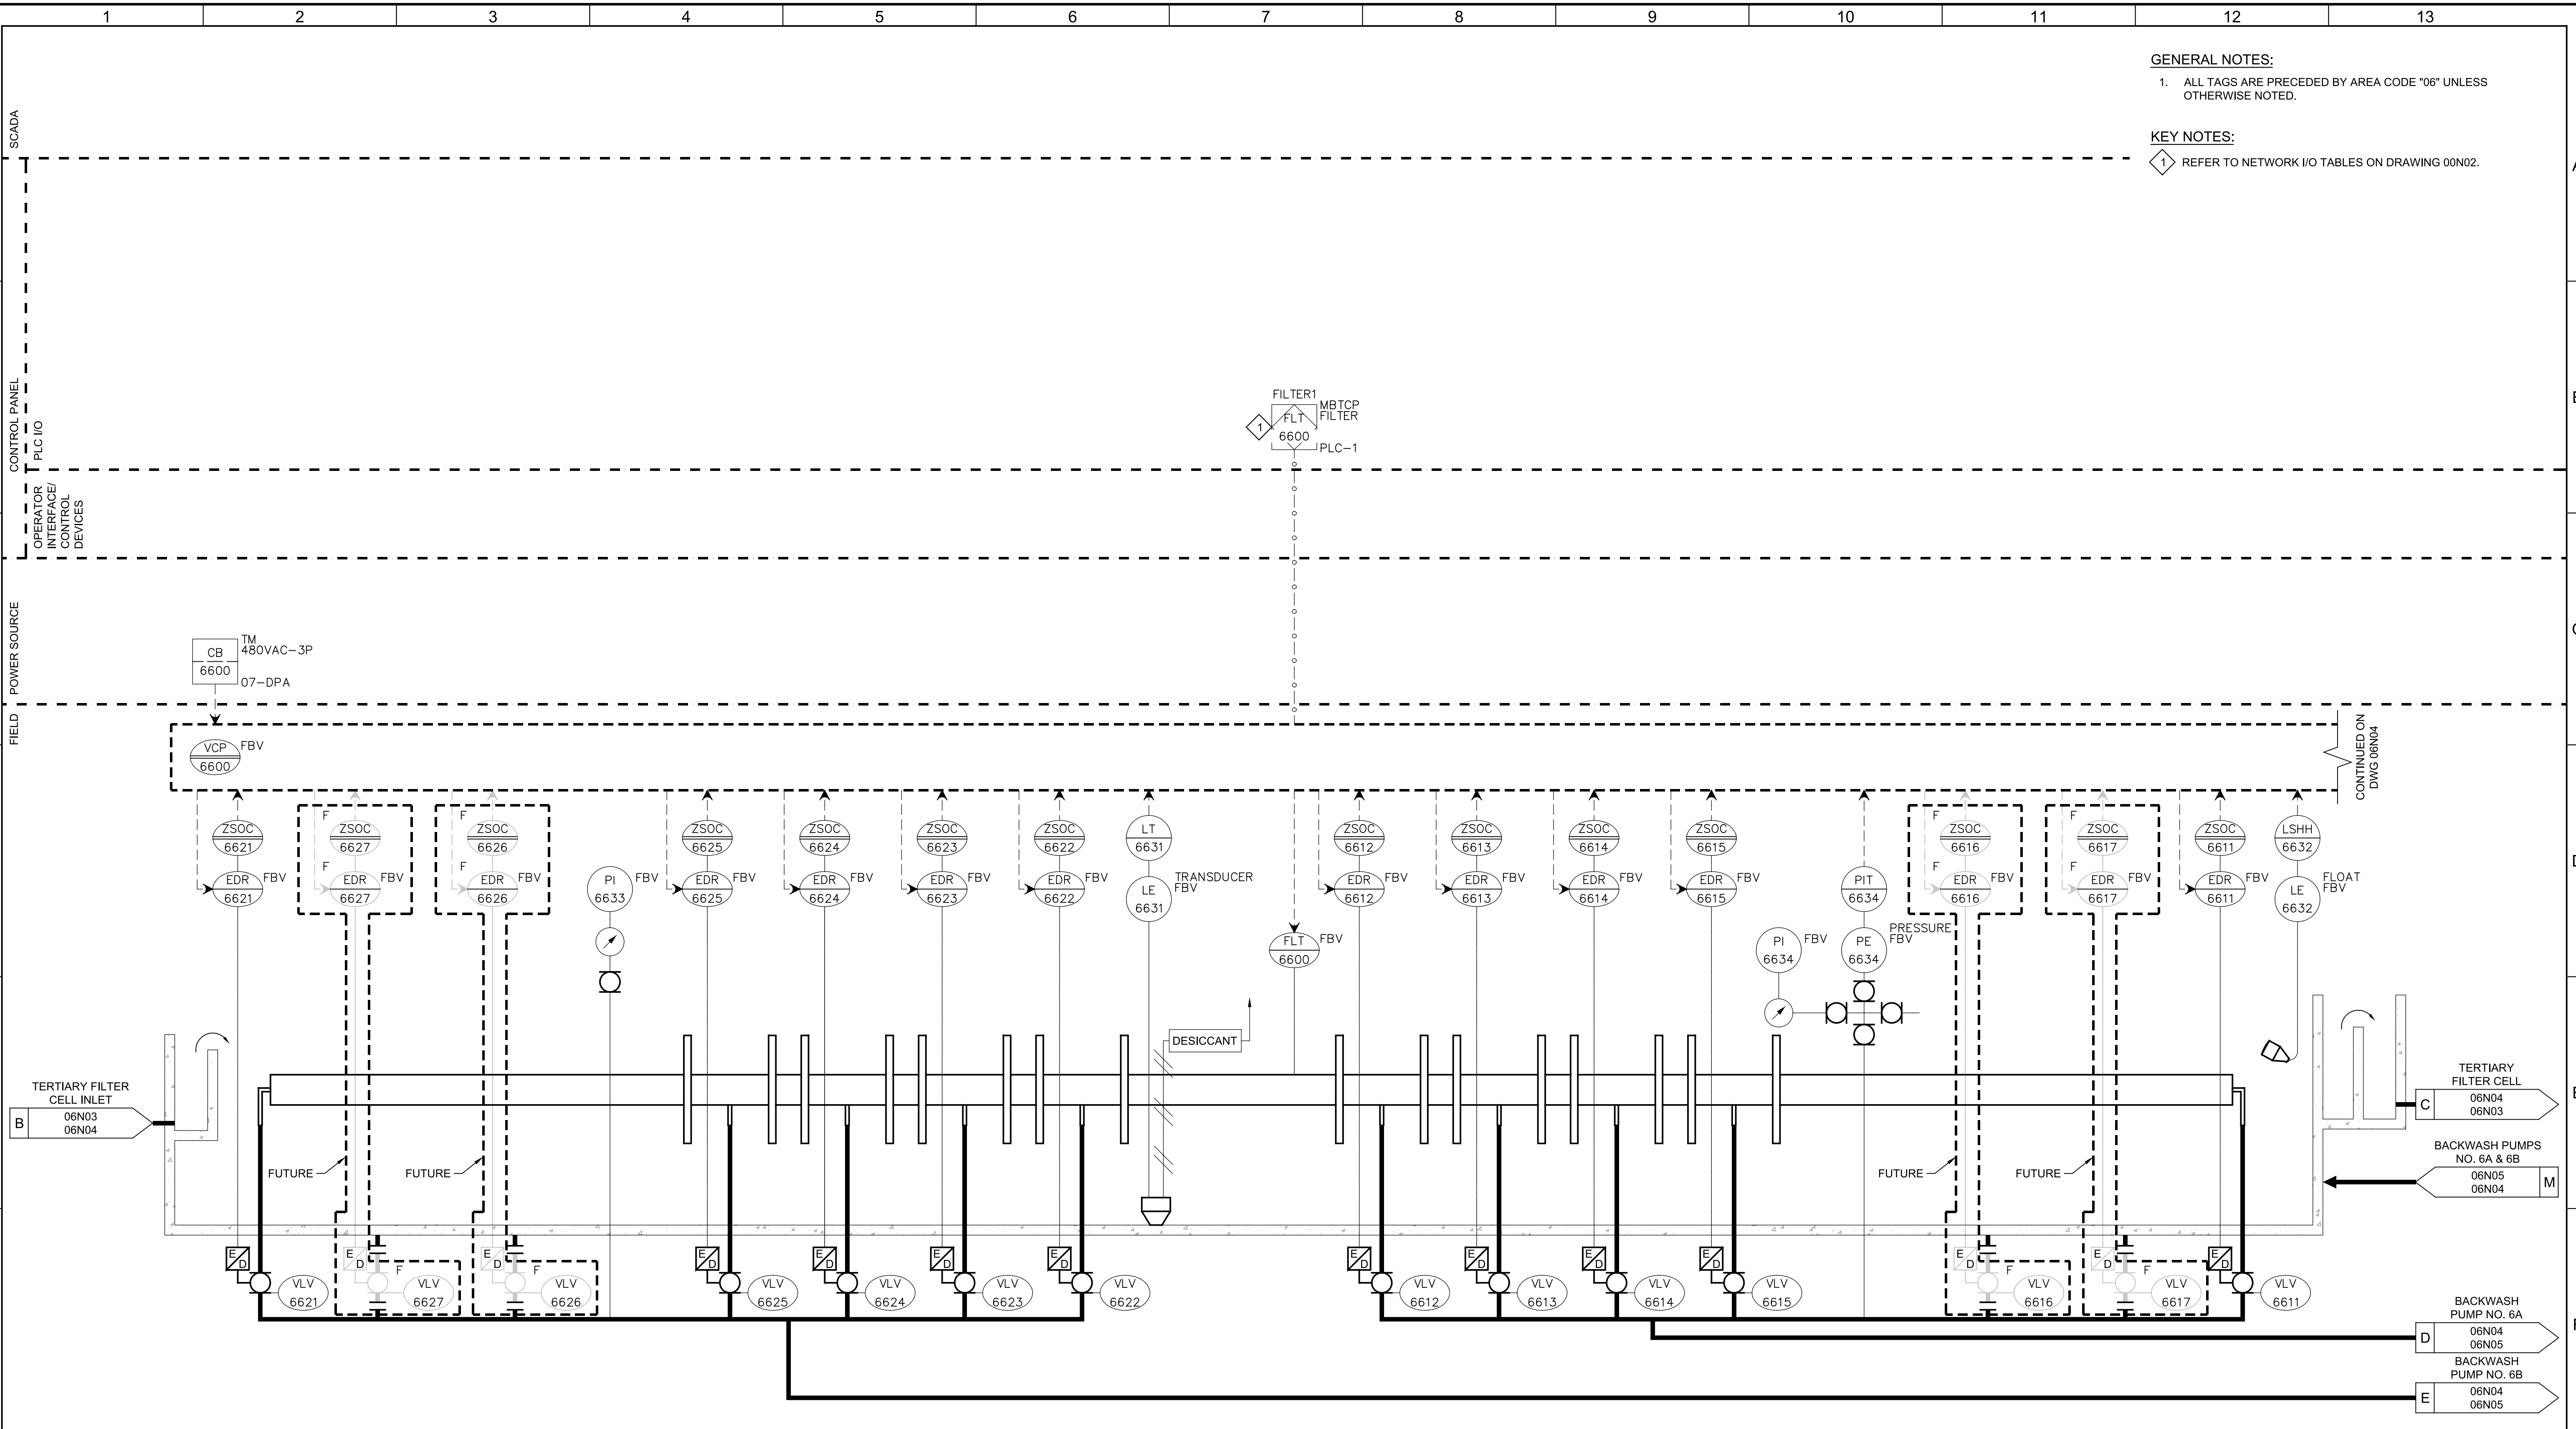 1 2 3 4 5 6 7 8 9 10 11 12 13
GENERAL NOTES:
1. ALL TAGS ARE PRECEDED BY AREA CODE "06" UNLESS
OTHERWISE NOTED.
KEY NOTES:
1 REFER TO NETWORK I/O TABLES ON DRAWING 00N02.
SCADA
CONTROL PANEL
PLC I/O
OPERATOR
INTERFACE/
CONTROL
DEVICES
POWER SOURCE
FIELD
FILTER1
MBTCP
FILTER
1
FLT
6600
PLC-1
TM
480VAC-3P
CB
6600
07-DPA
VCP
6600
FBV
CONTINUED ON
DWG 06N04
ZSOC
6621
EDR
6621
FBV
F
ZSOC
6627
F
EDR
6627
FBV
F
ZSOC
6626
F
EDR
6626
FBV
PI
6633
FBV
ZSOC
6625
EDR
6625
FBV
ZSOC
6624
EDR
6624
FBV
ZSOC
6623
EDR
6623
FBV
ZSOC
6622
EDR
6622
FBV
LT
6631
LE
6631
TRANSDUCER
FBV
FLT
6600
FBV
ZSOC
6612
EDR
6612
FBV
ZSOC
6613
EDR
6613
FBV
ZSOC
6614
EDR
6614
FBV
ZSOC
6615
EDR
6615
FBV
PI
6634
FBV
PIT
6634
PE
6634
PRESSURE
FBV
F
ZSOC
6616
F
EDR
6616
FBV
F
ZSOC
6617
F
EDR
6617
FBV
ZSOC
6611
EDR
6611
FBV
LSHH
6632
LE
6632
FLOAT
FBV
DESICCANT
TERTIARY FILTER
CELL INLET
B
06N03
06N04
TERTIARY
FILTER CELL
C
06N04
06N03
BACKWASH PUMPS
NO. 6A & 6B
06N05
06N04
M
FUTURE
FUTURE
FUTURE
FUTURE
E
D
VLV
6621
E
D
F
VLV
6627
E
D
F
VLV
6626
E
D
VLV
6625
E
D
VLV
6624
E
D
VLV
6623
E
D
VLV
6622
E
D
VLV
6612
E
D
VLV
6613
E
D
VLV
6614
E
D
VLV
6615
E
D
F
VLV
6616
E
D
F
VLV
6617
E
D
VLV
6611
BACKWASH
PUMP NO. 6A
D
06N04
06N05
BACKWASH
PUMP NO. 6B
E
06N04
06N05